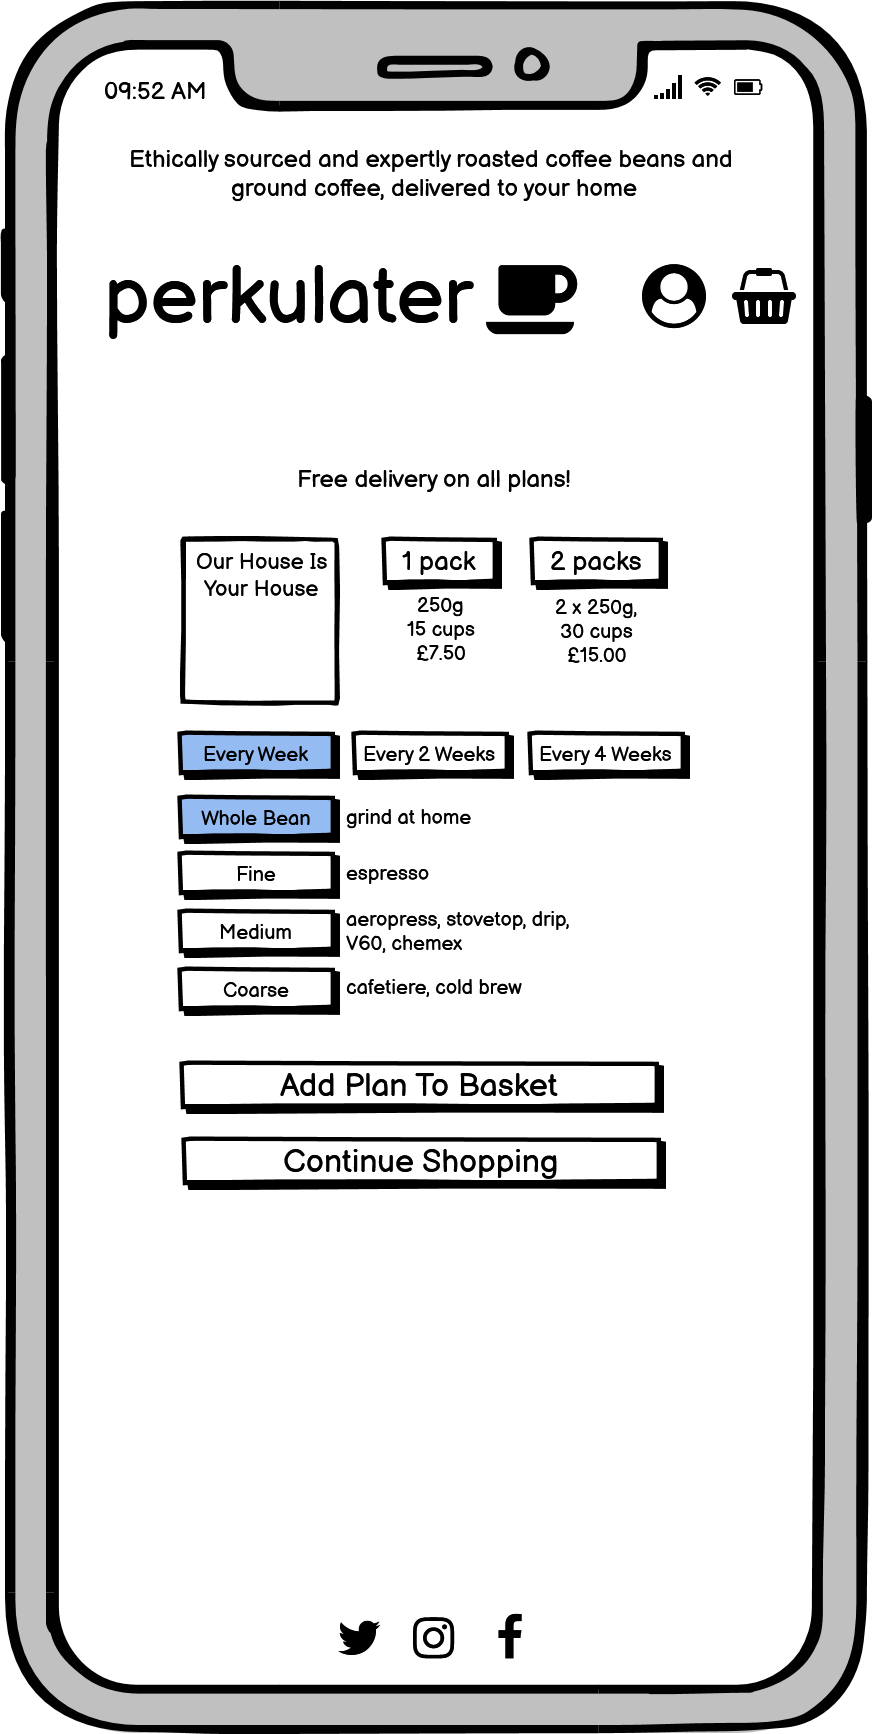 09:52 AM
Ethically sourced and expertly roasted coffee beans and
ground coffee, delivered to your home
perkulater
Free delivery on all plans!
Our House Is
Your House
1 pack
250g
15 cups
£7.50
2 packs
2 x 250g,
30 cups
£15.00
Every Week
Every 2 Weeks
Every 4 Weeks
Whole Bean
grind at home
Fine
espresso
Medium
aeropress, stovetop, drip,
V60, chemex
Coarse
cafetiere, cold brew
Add Plan To Basket
Continue Shopping